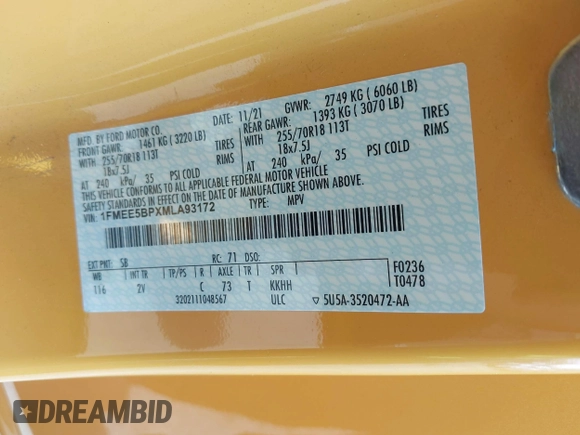 MFD. BY FORD MOTOR CO.
DATE: 11/21 GVWR: 2749 KG ( 6060 LB)
FRONT GAWR: 1461 KG ( 3220 LB) REAR GAWR: 1393 KG ( 3070 LB)
WITH: 255/70R18 113T TIRES WITH: 255/70R18 113T TIRES
18x7.5J RIMS 18x7.5J RIMS
AT 240 kPa/ 35 PSI COLD AT 240 kPa/ 35 PSI COLD
THIS VEHICLE CONFORMS TO ALL APPLICABLE FEDERAL MOTOR VEHICLE
SAFETY STANDARDS IN EFFECT ON THE DATE OF MANUFACTURE SHOWN ABOVE.
1FMEE5BPXMLA93172 TYPE: MPV
EXT PNT: SB RC: 71 DSO: F0236
WB INT TR TP/PS R AXLE TR SPR T0478
116 2V C 73 T KKHH
3202111048567 ULC ▽ 5U5A-3520472-AA
DREAMBID